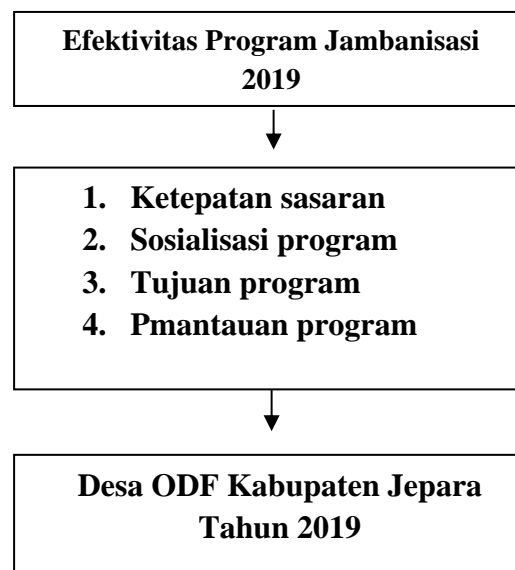 Efektivitas Program Jambanisasi
2019
1. Ketepatan sasaran
2. Sosialisasi program
3. Tujuan program
4. Pmantauan program
Desa ODF Kabupaten Jepara
Tahun 2019